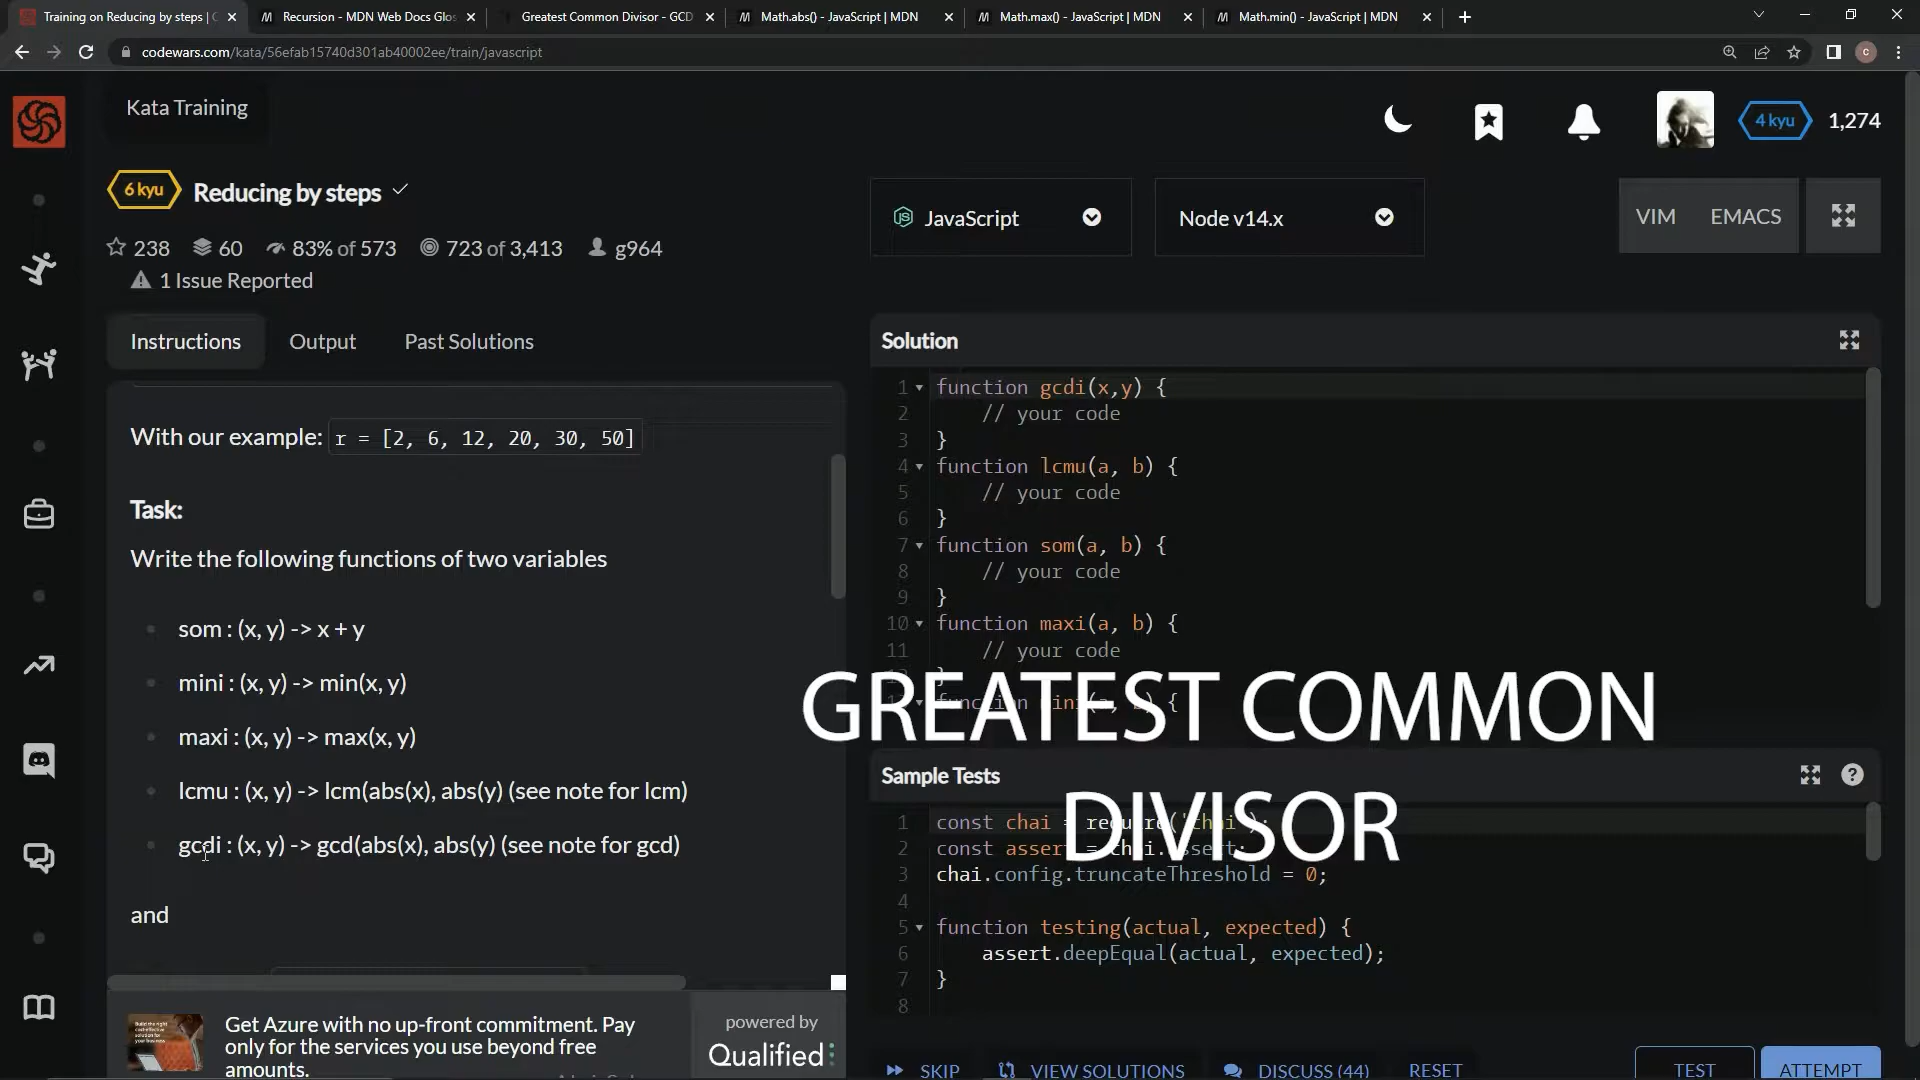 Training on Reducing by steps | C
Recursion - MDN Web Docs Glos
Greatest Common Divisor - GCD
Math.abs() - JavaScript | MDN
Math.max() - JavaScript | MDN
Math.min() - JavaScript | MDN
codewars.com/kata/56efab15740d301ab40002ee/train/javascript
C
Kata Training
4 kyu
1,274
6 kyu
Reducing by steps
JavaScript
Node v14.x
VIM
EMACS
238
60
83% of 573
723 of 3,413
g964
1 Issue Reported
Instructions
Output
Past Solutions
With our example: r = [2, 6, 12, 20, 30, 50]
Task:
Write the following functions of two variables
som : (x, y) -> x + y
mini : (x, y) -> min(x, y)
maxi : (x, y) -> max(x, y)
lcmu : (x, y) -> lcm(abs(x), abs(y) (see note for lcm)
gcdi : (x, y) -> gcd(abs(x), abs(y) (see note for gcd)
and
Get Azure with no up-front commitment. Pay
only for the services you use beyond free
amounts.
powered by
Qualified
Solution
1 function gcdi(x,y) {
2 // your code
3 }
4 function lcmu(a, b) {
5 // your code
6 }
7 function som(a, b) {
8 // your code
9 }
10 function maxi(a, b) {
11 // your code
GREATEST COMMON
DIVISOR
Sample Tests
1 const chai = require('chai');
2 const assert = chai.assert;
3 chai.config.truncateThreshold = 0;
4
5 function testing(actual, expected) {
6 assert.deepEqual(actual, expected);
7 }
8
SKIP
VIEW SOLUTIONS
DISCUSS (44)
RESET
TEST
ATTEMPT